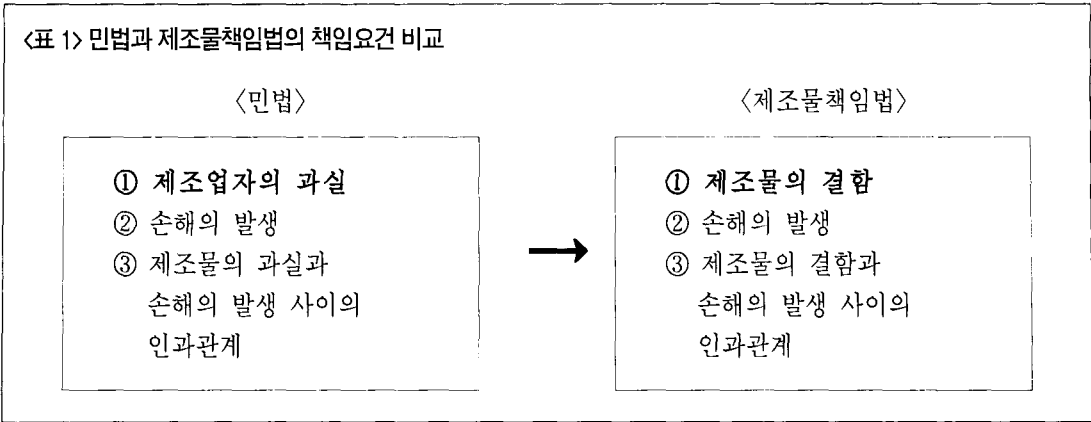 <표 1> 민법과 제조물책임법의 책임요건 비교
〈민법〉
① 제조업자의 과실
② 손해의 발생
③ 제조물의 과실과
손해의 발생 사이의
인과관계
〈제조물책임법〉
① 제조물의 결함
② 손해의 발생
③ 제조물의 결함과
손해의 발생 사이의
인과관계